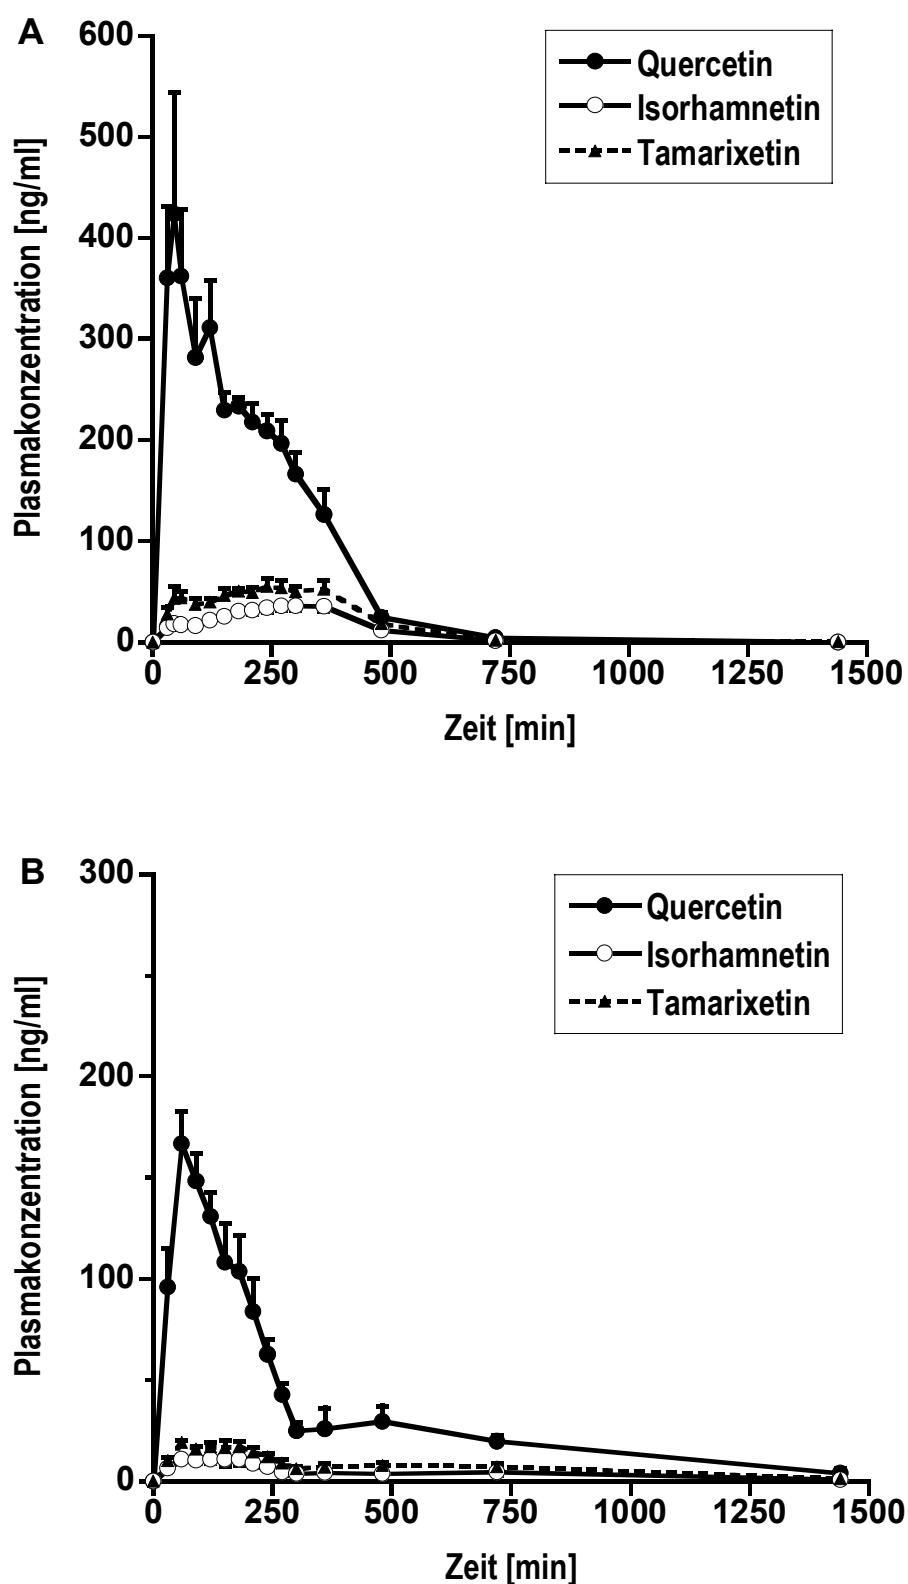 A
600
500
400
300
200
100
0
Plasmakonzentration [ng/ml]
Quercetin
Isorhamnetin
Tamarixetin
0 250 500 750 1000 1250 1500
Zeit [min]
B
300
200
100
0
Plasmakonzentration [ng/ml]
Quercetin
Isorhamnetin
Tamarixetin
0 250 500 750 1000 1250 1500
Zeit [min]